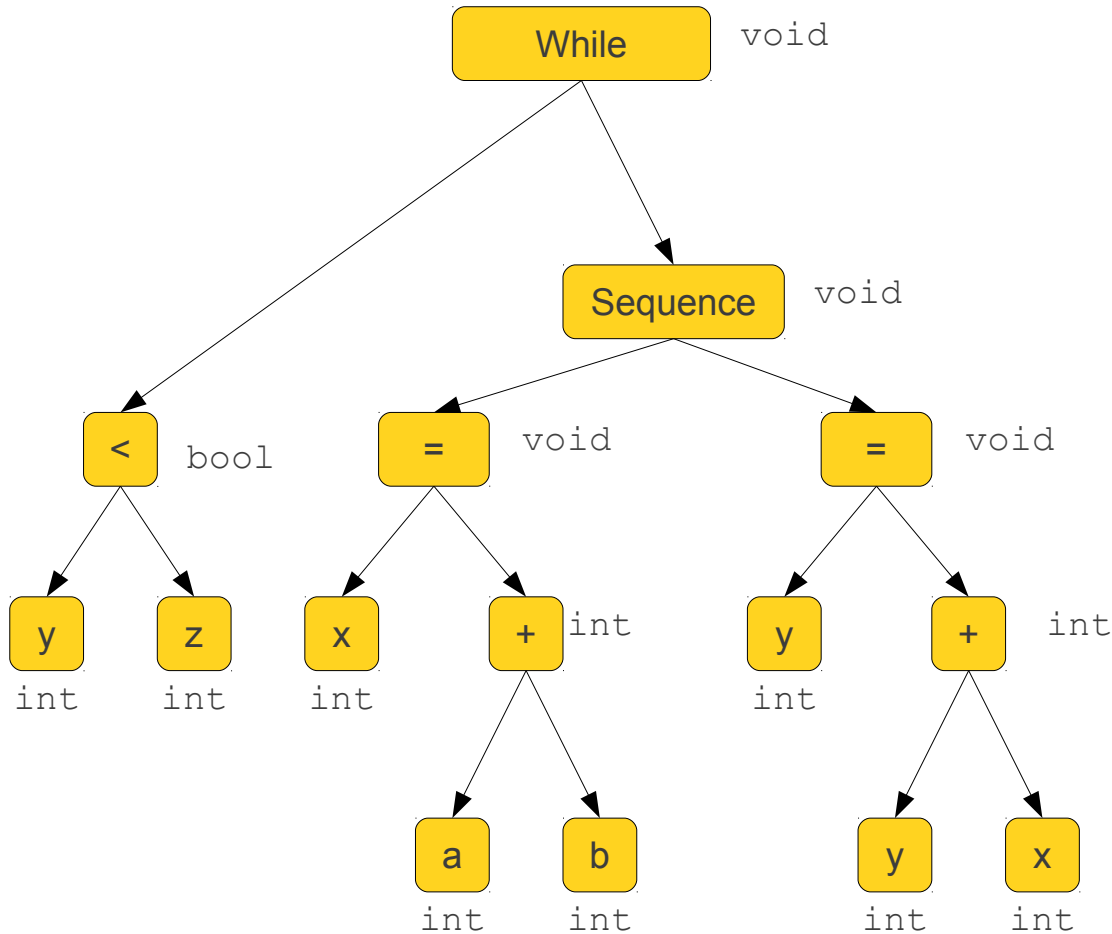 While void
Sequence void
< bool = void = void
y z x + int y + int
int int int int
a b y x
int int int int